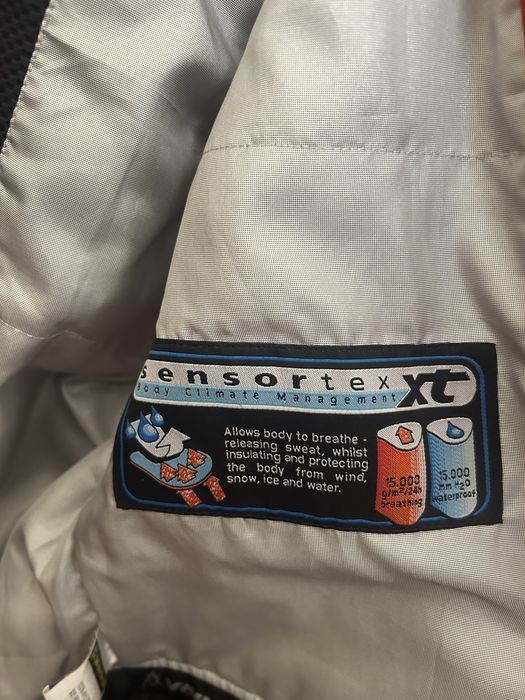 sensortex xt
Body Climate Management
Allows body to breathe -
releasing sweat, whilst
insulating and protecting
the body from wind,
snow, ice and water.
15.000
g/m²/24h
breathing
15.000
mm H₂O
waterproof